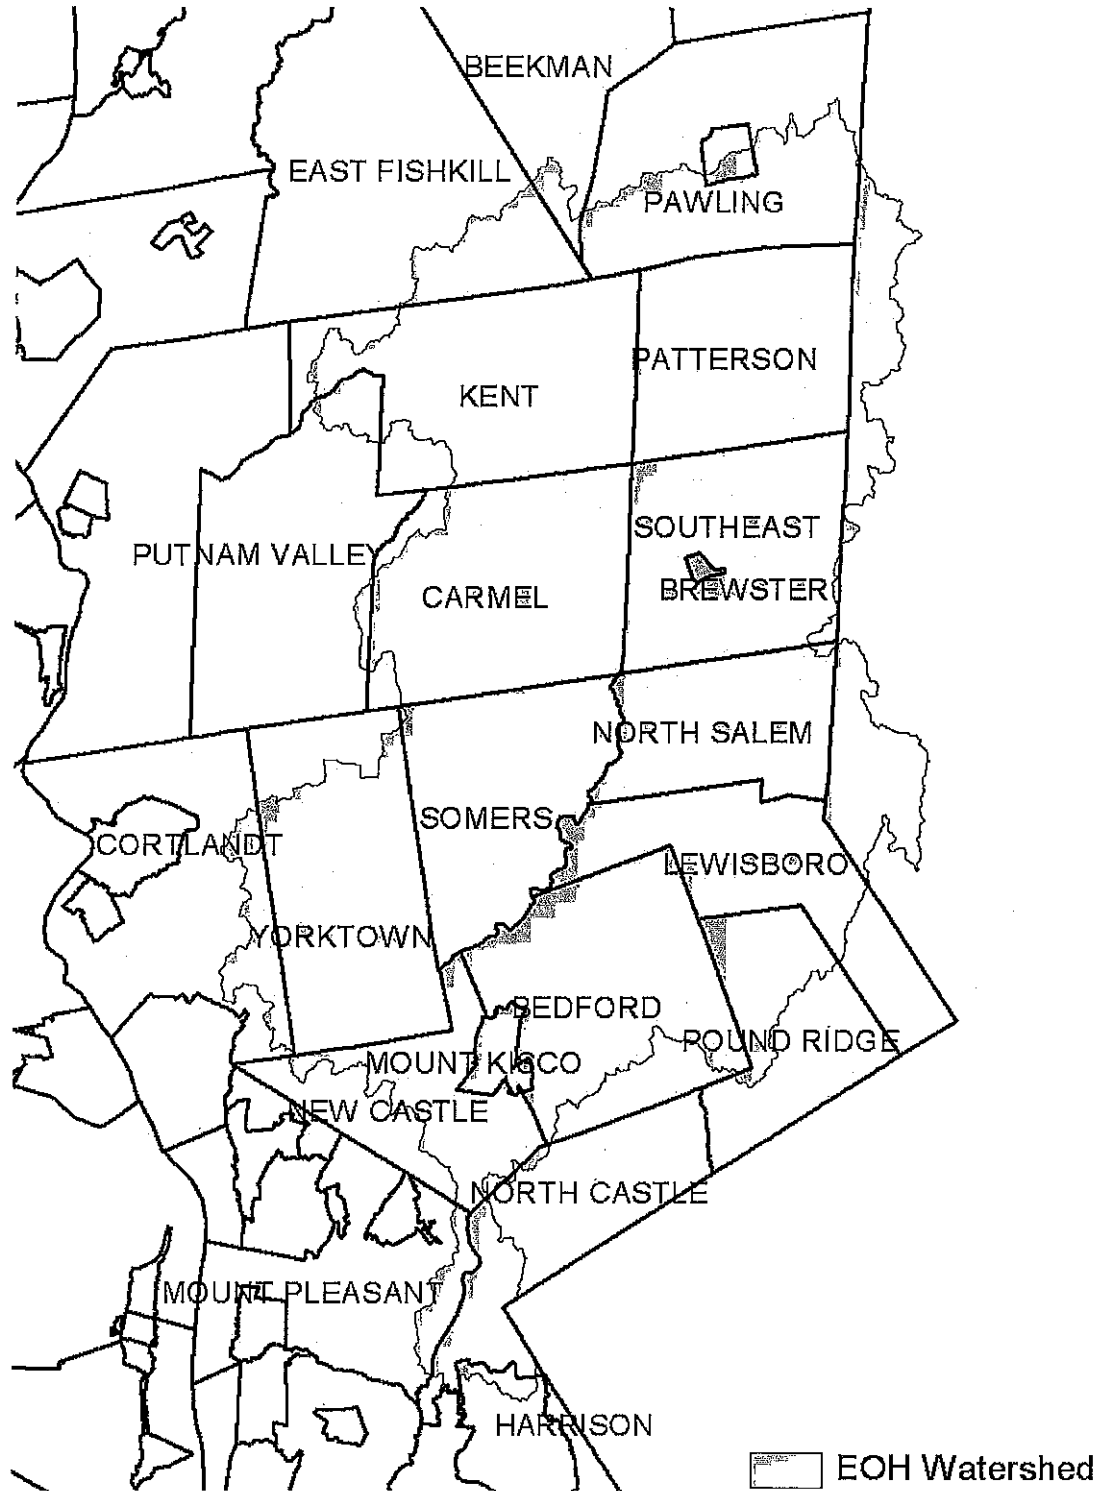 BEEKMAN
EAST FISHKILL
PAWLING
PATTERSON
KENT
SOUTHEAST
PUTNAM VALLEY
BREWSTER
CARMEL
NORTH SALEM
SOMERS
CORTLANDT
LEWISBORO
YORKTOWN
BEDFORD
POUND RIDGE
MOUNT KISCO
NEW CASTLE
NORTH CASTLE
MOUNT PLEASANT
HARRISON
EOH Watershed